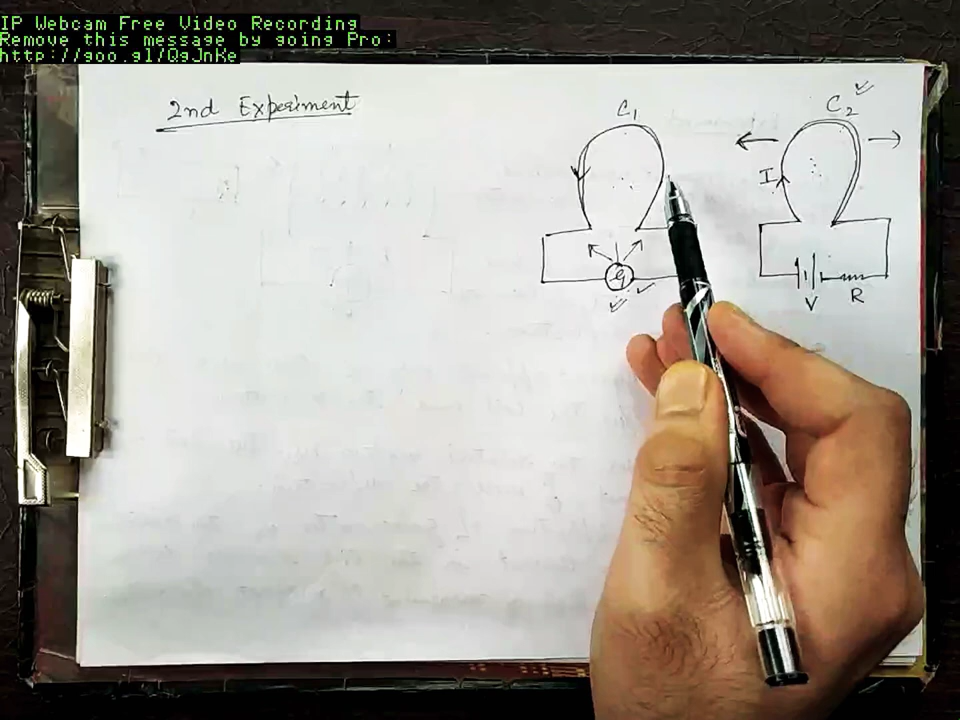 IP Webcam Free Video Recording
Remove this message by going Pro:
http://goo.gl/QgJnKe
2nd Experiment
C1
C2
I
G
V
R